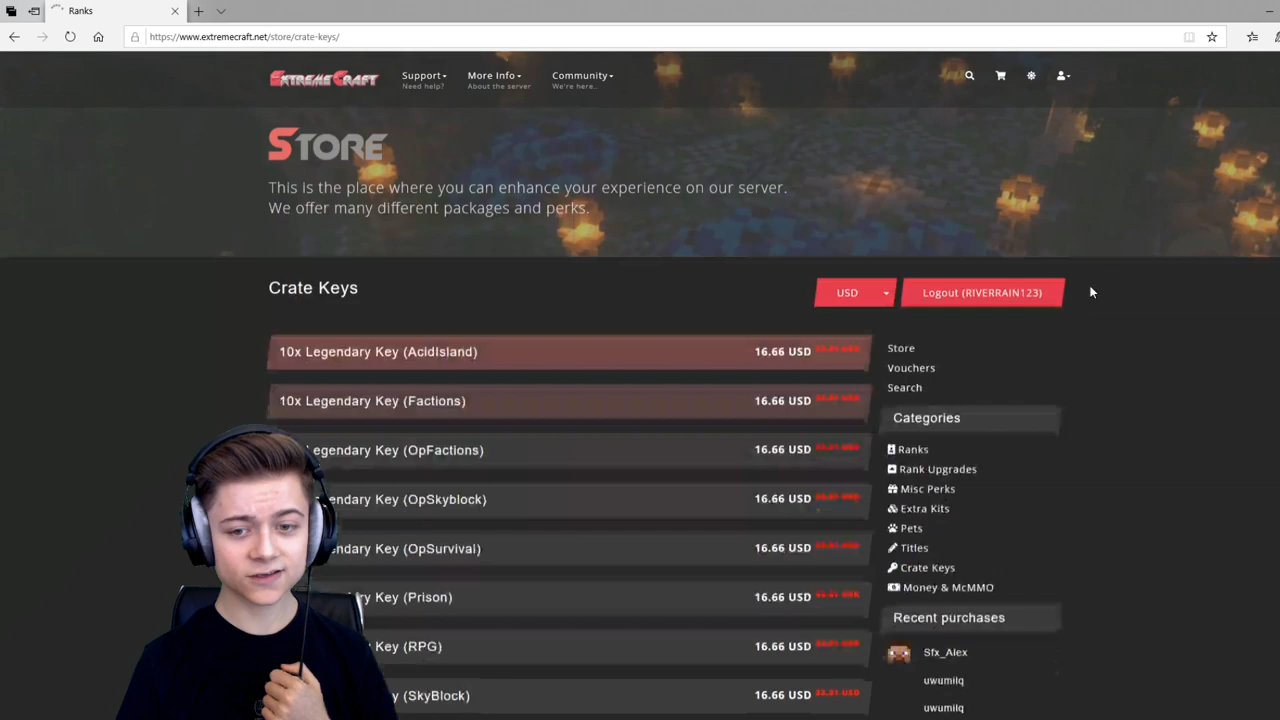 Ranks
https://www.extremecraft.net/store/crate-keys/
EXTREMECRAFT
Support
Need help?
More Info
About the server
Community
We're here..
STORE
This is the place where you can enhance your experience on our server.
We offer many different packages and perks.
Crate Keys
USD
Logout (RIVERRAIN123)
10x Legendary Key (AcidIsland) 16.66 USD
10x Legendary Key (Factions) 16.66 USD
Legendary Key (OpFactions) 16.66 USD
Key (OpSkyblock) 16.66 USD
Key (OpSurvival) 16.66 USD
Key (Prison) 16.66 USD
Key (RPG) 16.66 USD
(SkyBlock) 16.66 USD
Store
Vouchers
Search
Categories
Ranks
Rank Upgrades
Misc Perks
Extra Kits
Pets
Titles
Crate Keys
Money & McMMO
Recent purchases
Sfx_Alex
uwumilq
uwumilq